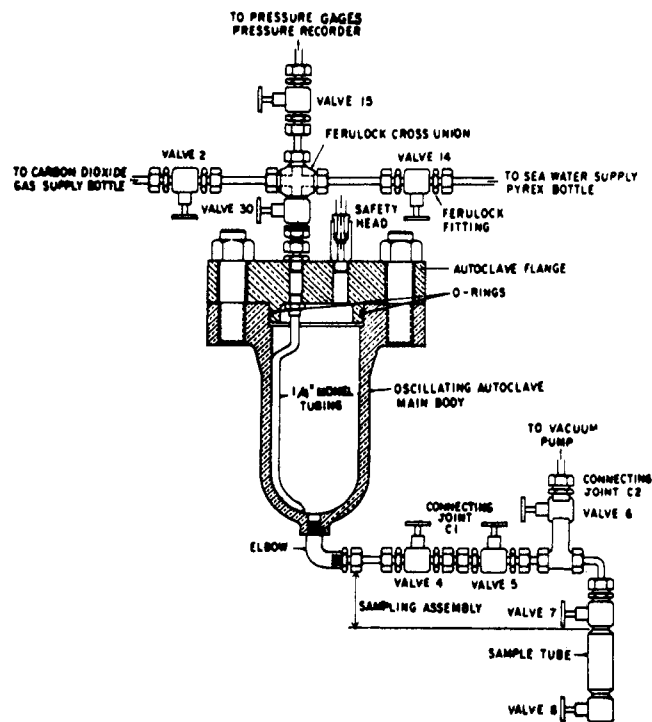 TO PRESSURE GAGES
PRESSURE RECORDER
VALVE 15
FERULOCK CROSS UNION
VALVE 2
VALVE 14
TO CARBON DIOXIDE
GAS SUPPLY BOTTLE
TO SEA WATER SUPPLY
PYREX BOTTLE
VALVE 30
SAFETY
HEAD
FERULOCK
FITTING
AUTOCLAVE FLANGE
O-RINGS
1/4" MONEL
TUBING
OSCILLATING AUTOCLAVE
MAIN BODY
TO VACUUM
PUMP
CONNECTING
JOINT C2
CONNECTING
JOINT
C1
VALVE 6
ELBOW
VALVE 4
VALVE 5
SAMPLING ASSEMBLY
VALVE 7
SAMPLE TUBE
VALVE 8